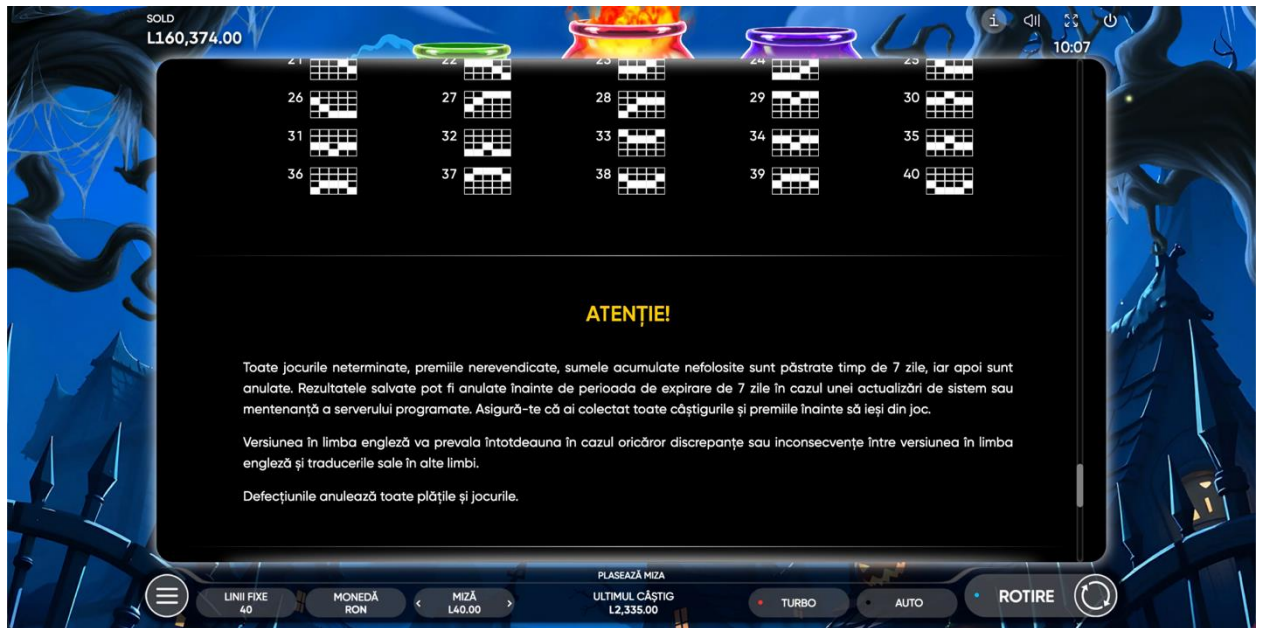 SOLD
L160,374.00
10:07
21 22 23 24 25
26 27 28 29 30
31 32 33 34 35
36 37 38 39 40
ATENȚIE!
Toate jocurile neterminate, premiile nerevendicate, sumele acumulate nefolosite sunt păstrate timp de 7 zile, iar apoi sunt
anulate. Rezultatele salvate pot fi anulate înainte de perioada de expirare de 7 zile în cazul unei actualizări de sistem sau
mentenanță a serverului programate. Asigură-te că ai colectat toate câștigurile și premiile înainte să ieși din joc.
Versiunea în limba engleză va prevala întotdeauna în cazul oricăror discrepanțe sau inconsecvențe între versiunea în limba
engleză și traducerile sale în alte limbi.
Defecțiunile anulează toate plățile și jocurile.
PLASEAZĂ MIZA
LINII FIXE
40
MONEDĂ
RON
MIZĂ
L40.00
ULTIMUL CÂȘTIG
L2,335.00
TURBO
AUTO
ROTIRE